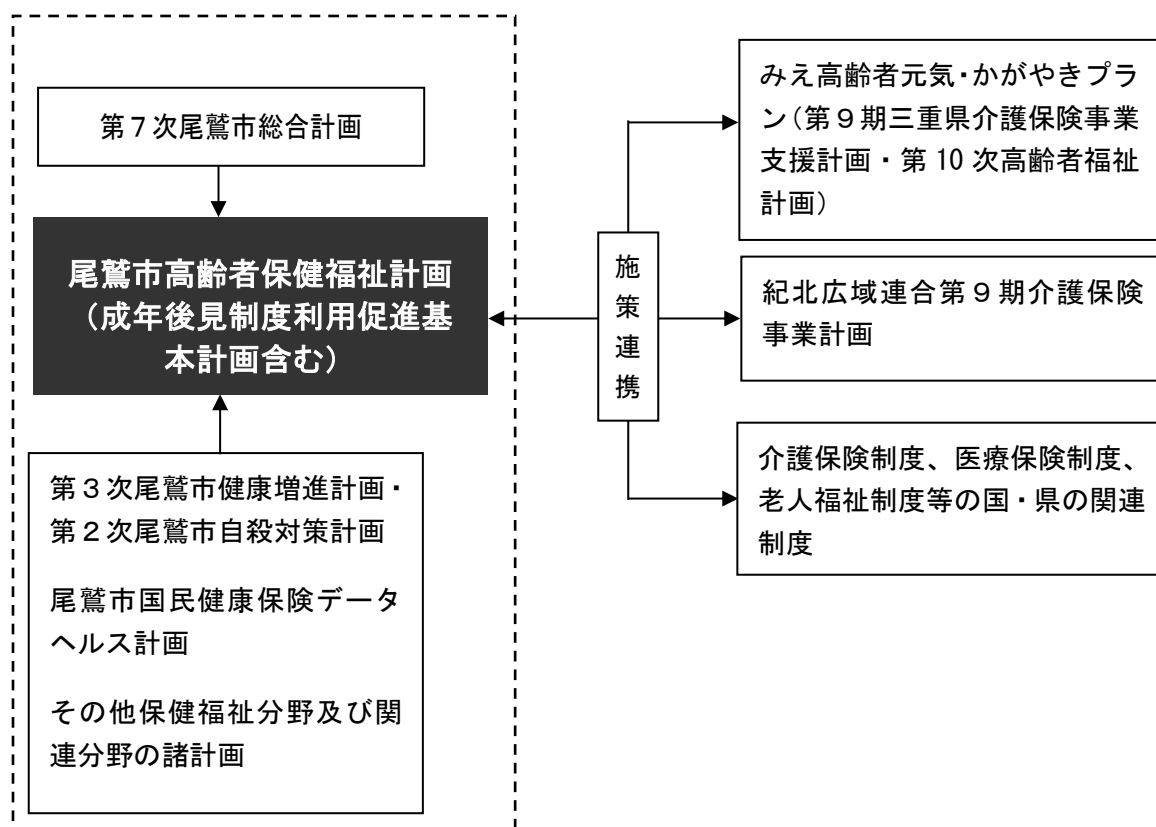 第７次尾鷲市総合計画
尾鷲市高齢者保健福祉計画
（成年後見制度利用促進基
本計画含む）
第３次尾鷲市健康増進計画・
第２次尾鷲市自殺対策計画
尾鷲市国民健康保険データ
ヘルス計画
その他保健福祉分野及び関
連分野の諸計画
施策連携
みえ高齢者元気・かがやきプラ
ン（第９期三重県介護保険事業
支援計画・第 10 次高齢者福祉
計画）
紀北広域連合第９期介護保険
事業計画
介護保険制度、医療保険制度、
老人福祉制度等の国・県の関連
制度